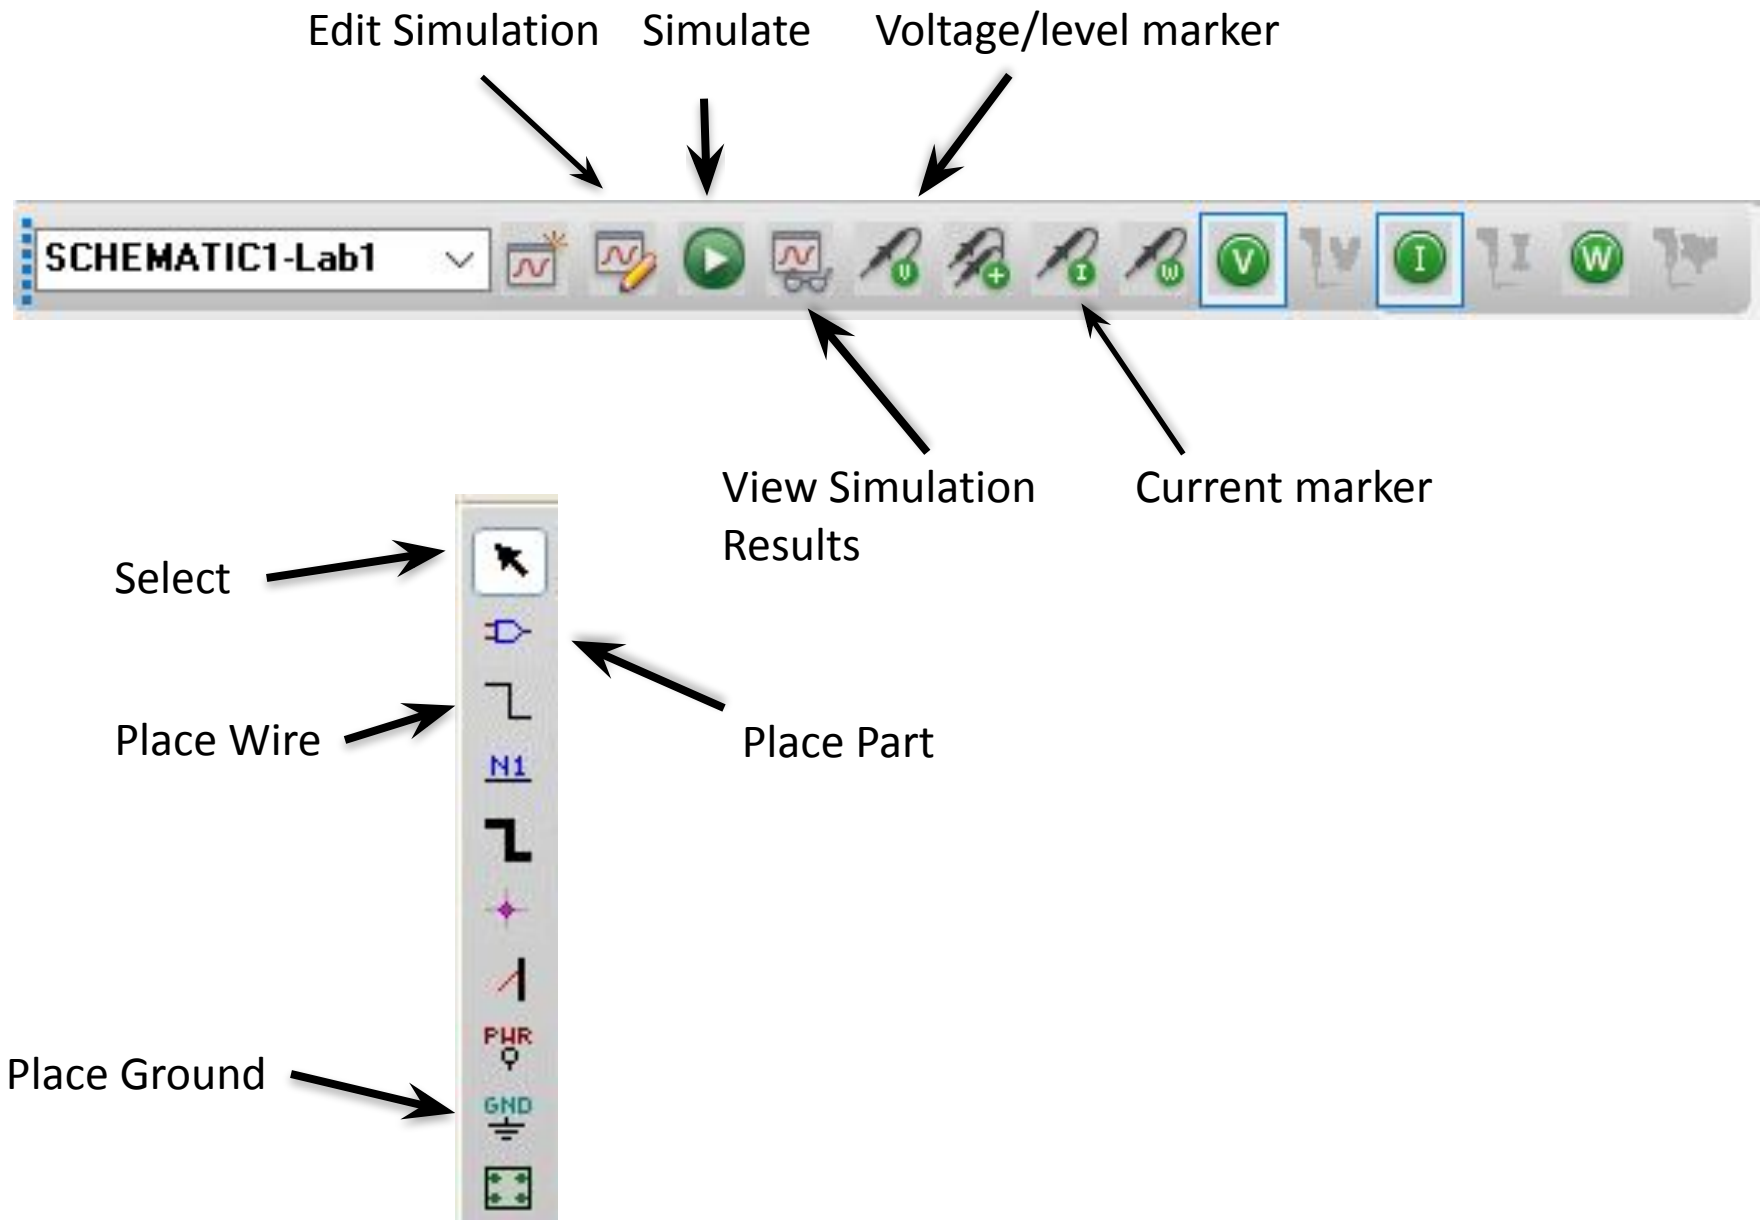 Edit Simulation Simulate Voltage/level marker
SCHEMATIC1-Lab1
V + I W V V I I W W
View Simulation
Results
Current marker
Select
Place Wire
N1
Place Part
PWR
Place Ground
GND